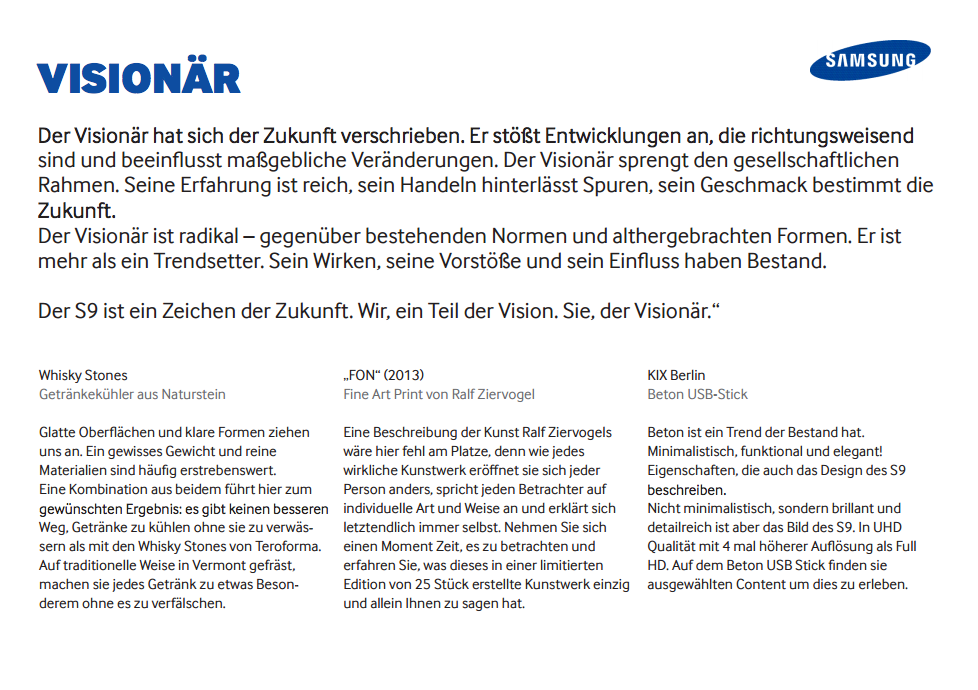 VISIONÄR
SAMSUNG
Der Visionär hat sich der Zukunft verschrieben. Er stößt Entwicklungen an, die richtungsweisend
sind und beeinflusst maßgebliche Veränderungen. Der Visionär sprengt den gesellschaftlichen
Rahmen. Seine Erfahrung ist reich, sein Handeln hinterlässt Spuren, sein Geschmack bestimmt die
Zukunft.
Der Visionär ist radikal – gegenüber bestehenden Normen und althergebrachten Formen. Er ist
mehr als ein Trendsetter. Sein Wirken, seine Vorstöße und sein Einfluss haben Bestand.
Der S9 ist ein Zeichen der Zukunft. Wir, ein Teil der Vision. Sie, der Visionär.“
Whisky Stones
Getränkekühler aus Naturstein
Glatte Oberflächen und klare Formen ziehen
uns an. Ein gewisses Gewicht und reine
Materialien sind häufig erstrebenswert.
Eine Kombination aus beidem führt hier zum
gewünschten Ergebnis: es gibt keinen besseren
Weg, Getränke zu kühlen ohne sie zu verwäs-
sern als mit den Whisky Stones von Teroforma.
Auf traditionelle Weise in Vermont gefräst,
machen sie jedes Getränk zu etwas Beson-
derem ohne es zu verfälschen.
„FON“ (2013)
Fine Art Print von Ralf Ziervogel
Eine Beschreibung der Kunst Ralf Ziervogels
wäre hier fehl am Platze, denn wie jedes
wirkliche Kunstwerk eröffnet sie sich jeder
Person anders, spricht jeden Betrachter auf
individuelle Art und Weise an und erklärt sich
letztendlich immer selbst. Nehmen Sie sich
einen Moment Zeit, es zu betrachten und
erfahren Sie, was dieses in einer limitierten
Edition von 25 Stück erstellte Kunstwerk einzig
und allein Ihnen zu sagen hat.
KIX Berlin
Beton USB-Stick
Beton ist ein Trend der Bestand hat.
Minimalistisch, funktional und elegant!
Eigenschaften, die auch das Design des S9
beschreiben.
Nicht minimalistisch, sondern brillant und
detailreich ist aber das Bild des S9. In UHD
Qualität mit 4 mal höherer Auflösung als Full
HD. Auf dem Beton USB Stick finden sie
ausgewählten Content um dies zu erleben.